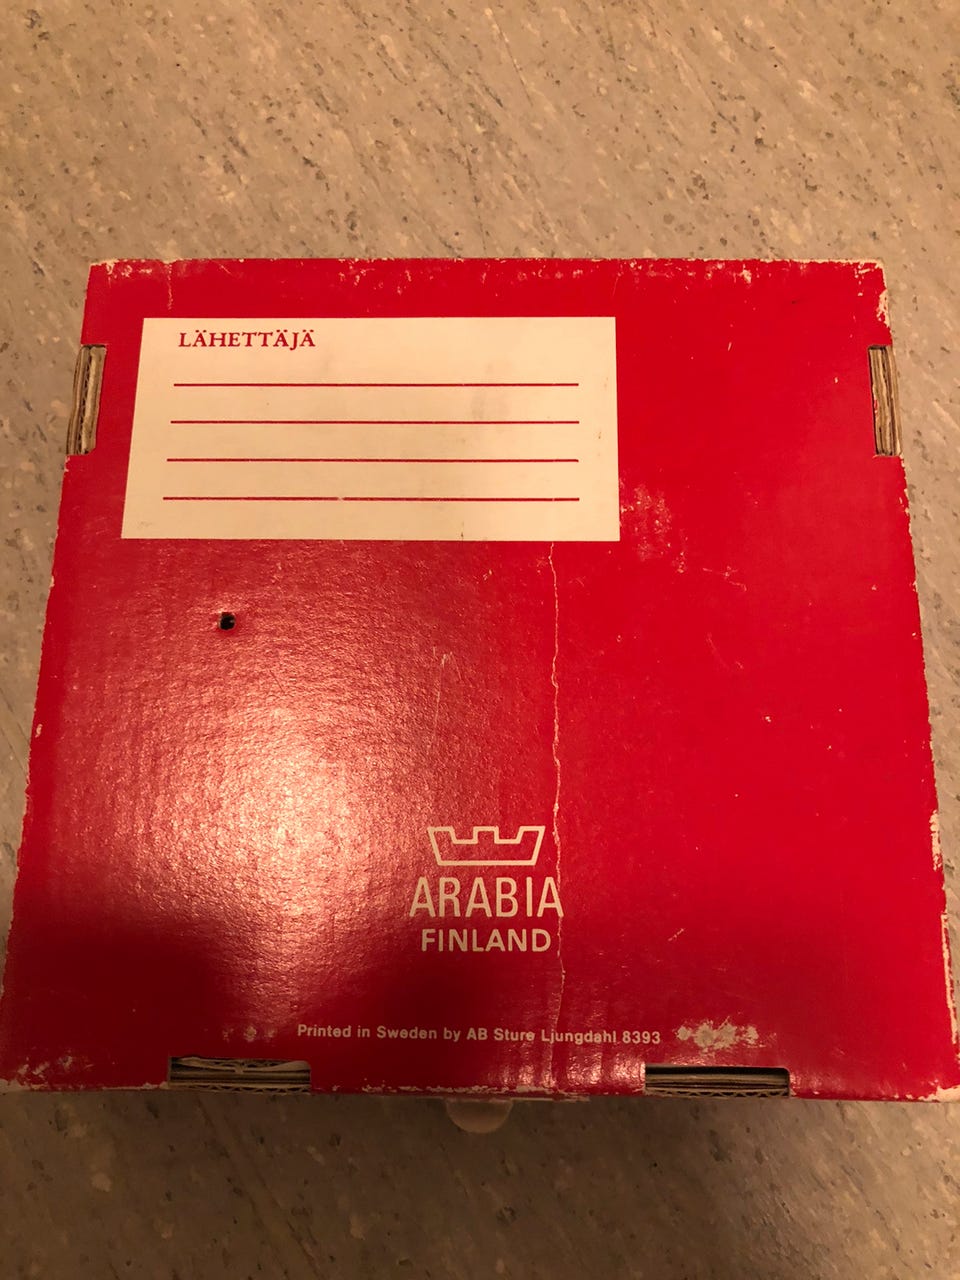 LÄHETTÄJÄ
ARABIA
FINLAND
Printed in Sweden by AB Sture Ljungdahl 8393